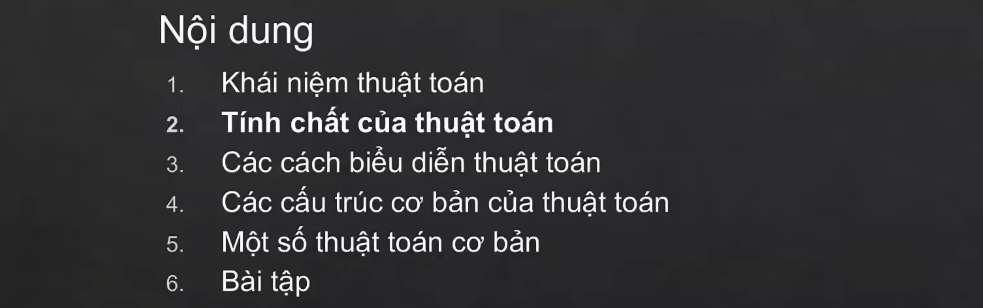 Nội dung
1. Khái niệm thuật toán
2. Tính chất của thuật toán
3. Các cách biểu diễn thuật toán
4. Các cấu trúc cơ bản của thuật toán
5. Một số thuật toán cơ bản
6. Bài tập